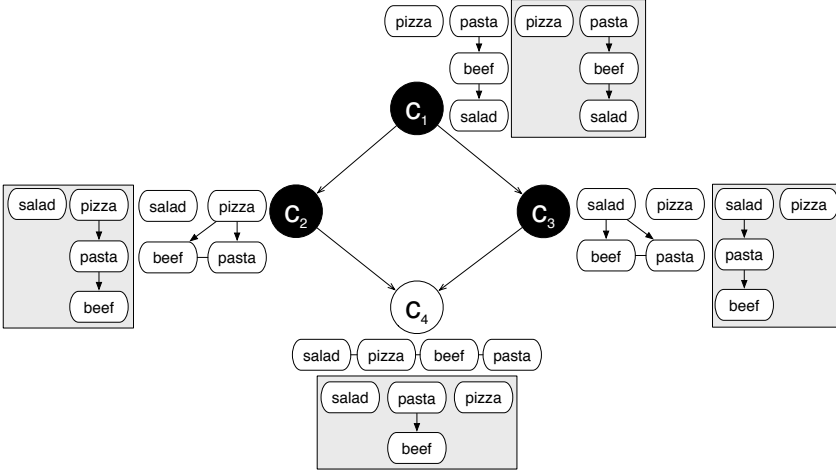 pizza pasta pizza pasta
beef beef
salad salad
C1
salad pizza salad pizza
C2
C3
salad pizza salad pizza
pasta beef pasta
beef pasta pasta
beef
beef
C4
salad pizza beef pasta
salad pasta pizza
beef